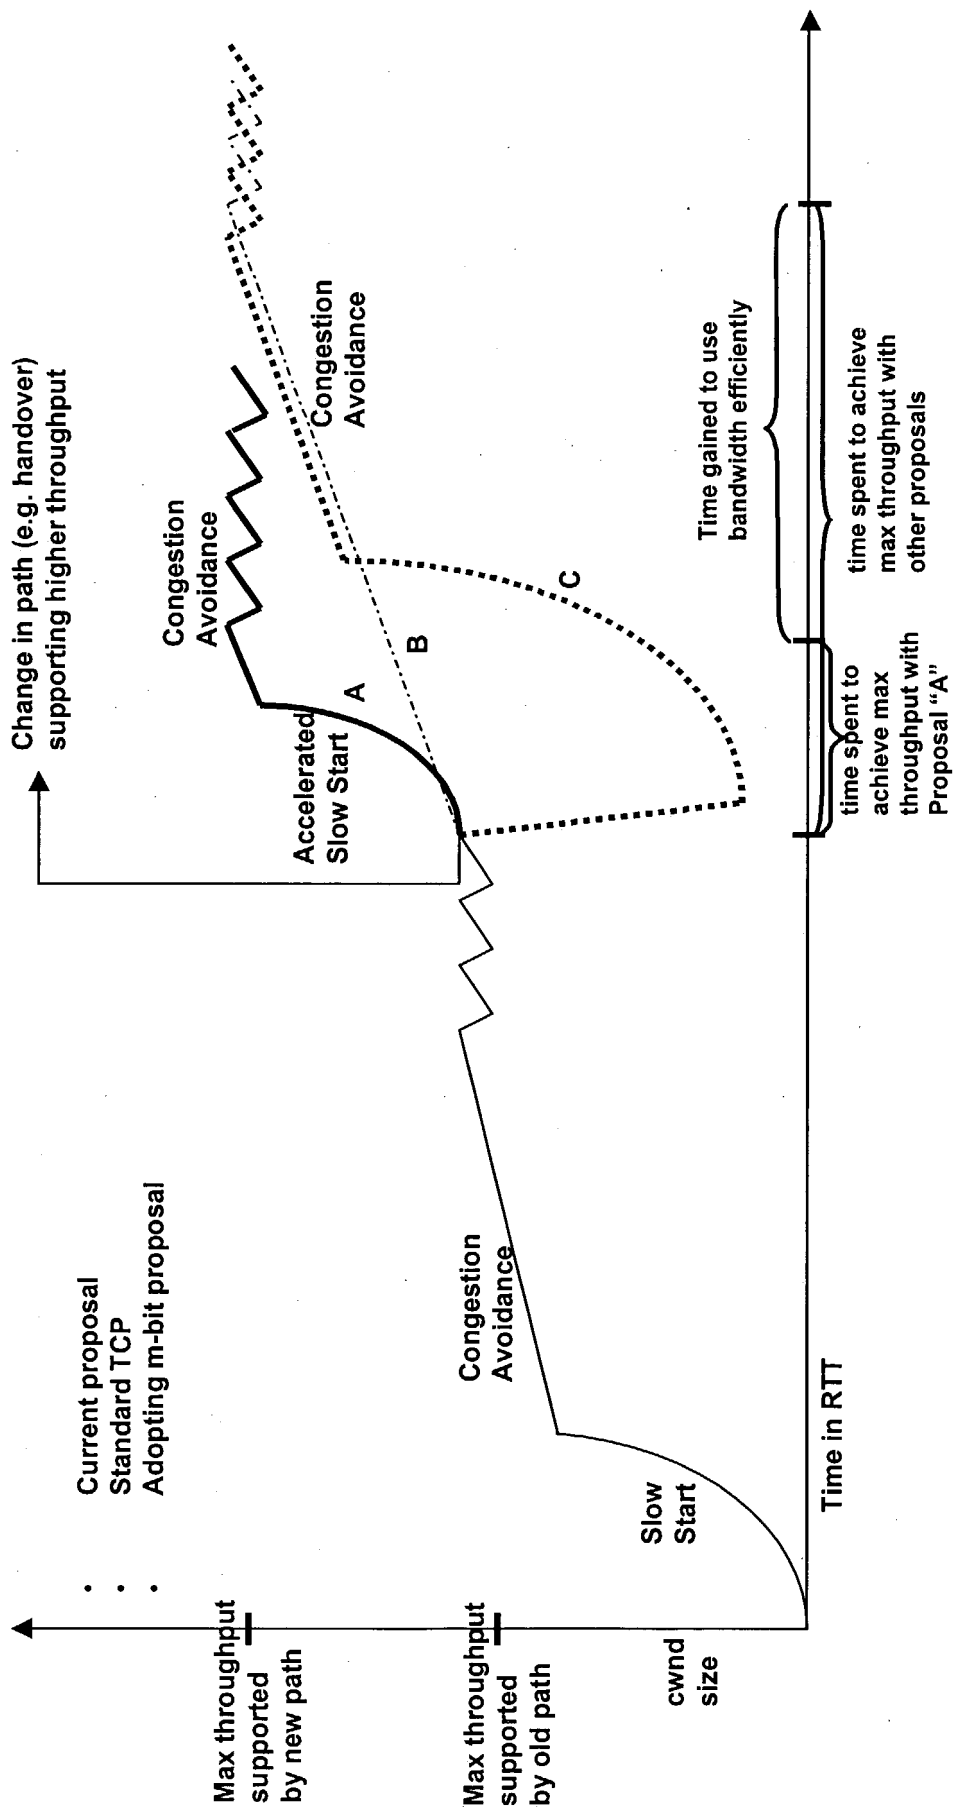 Change in path (e.g. handover)
supporting higher throughput
• Current proposal
• Standard TCP
• Adopting m-bit proposal
Max throughput
supported
by new path
Max throughput
supported
by old path
cwnd
size
Slow
Start
Congestion
Avoidance
Accelerated
Slow Start
A
Congestion
Avoidance
B
Congestion
Avoidance
C
Time gained to use
bandwidth efficiently
Time in RTT
time spent to
achieve max
throughput with
Proposal “A”
time spent to achieve
max throughput with
other proposals